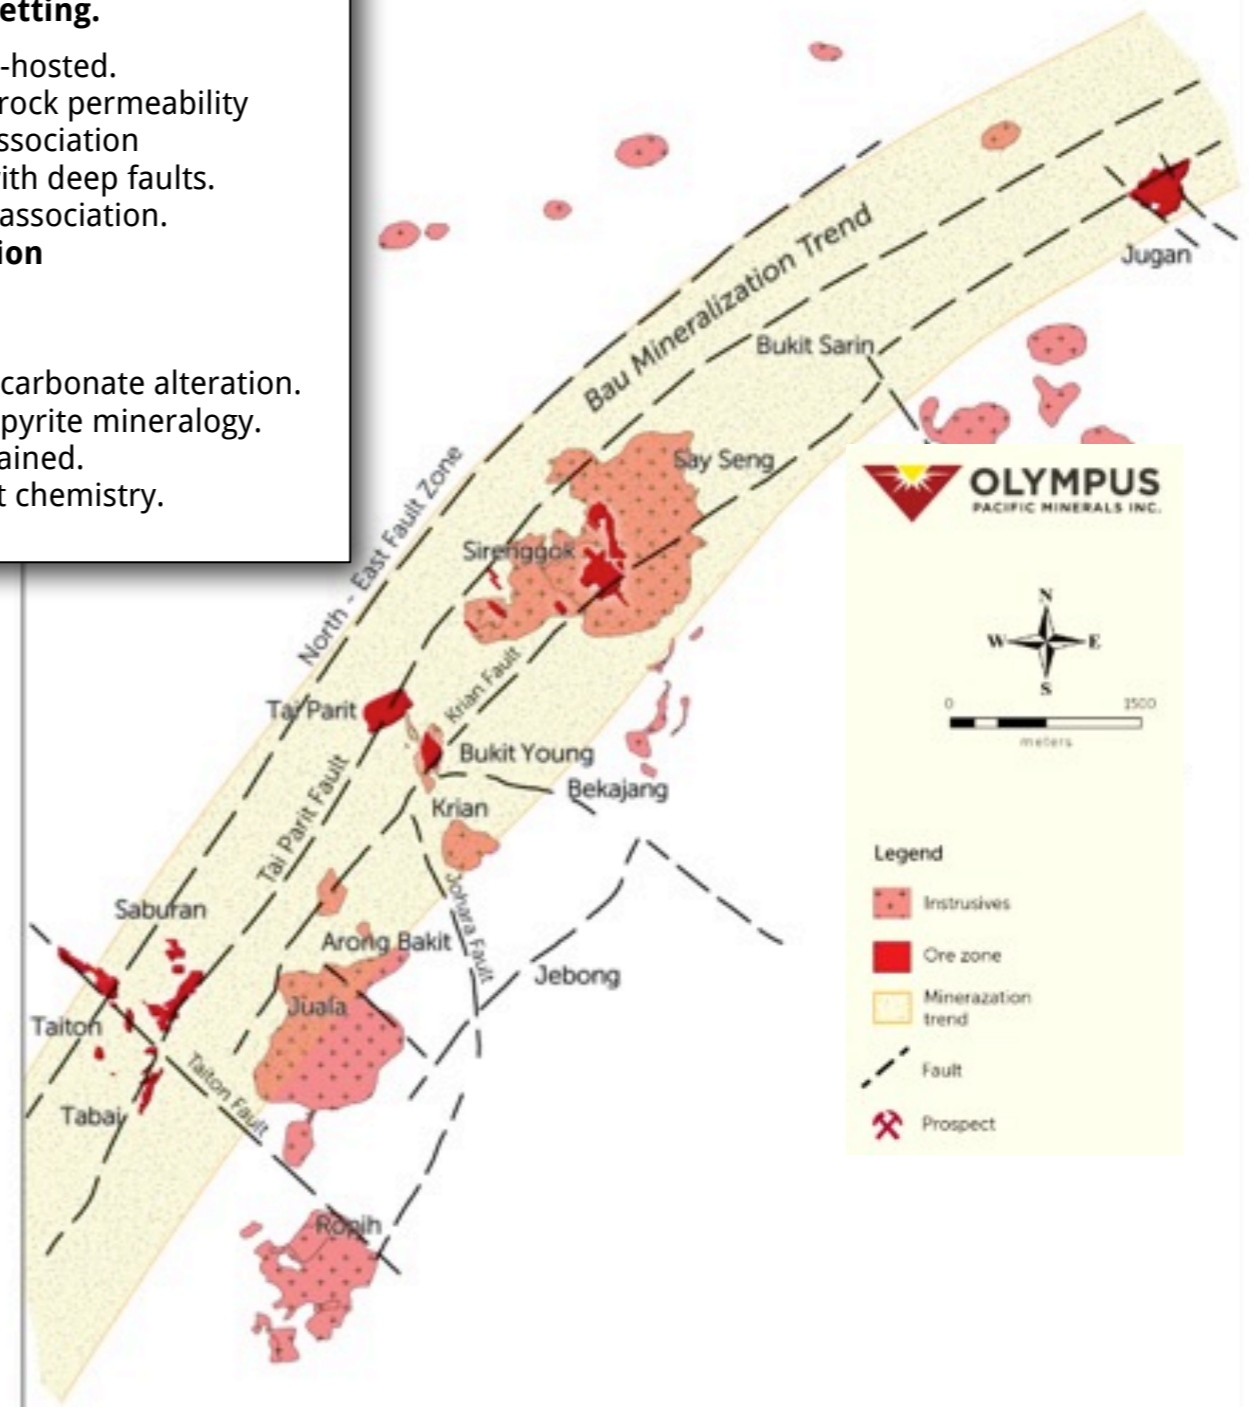 etting.
-hosted.
rock permeability
ssociation
ith deep faults.
association.
ion
carbonate alteration.
pyrite mineralogy.
ained.
t chemistry.
Bau Mineralization Trend
Jugan
Bukit Sarin
North - East Fault Zone
Say Seng
Sirenggok
Krian Fault
Tai Parit
Bukit Young
Bekajang
Krian
Tai Parit Fault
Johara Fault
Saburan
Arong Bakit
Jebong
Juala
Taiton
Taiton Fault
Tabai
Ropih
OLYMPUS
PACIFIC MINERALS INC.
N
W E
S
0 1500
meters
Legend
Instrusives
Ore zone
Minerazation
trend
Fault
Prospect